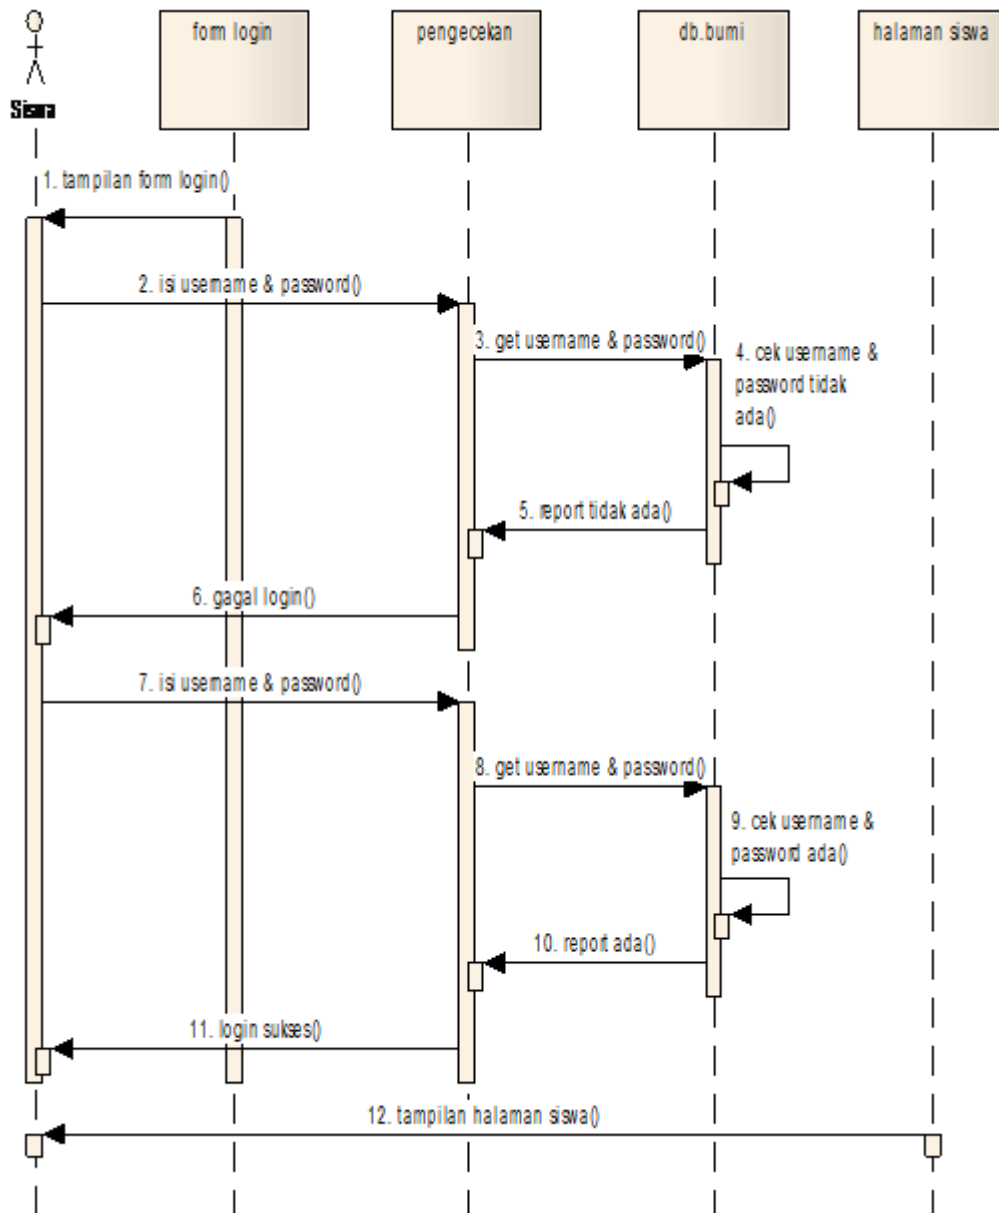 form login
pengecekan
db.bumi
halaman siswa
Siswa
1. tampilan form login()
2. isi username & password()
3. get username & password()
4. cek username &
password tidak
ada()
5. report tidak ada()
6. gagal login()
7. isi username & password()
8. get username & password()
9. cek username &
password ada()
10. report ada()
11. login sukses()
12. tampilan halaman siswa()